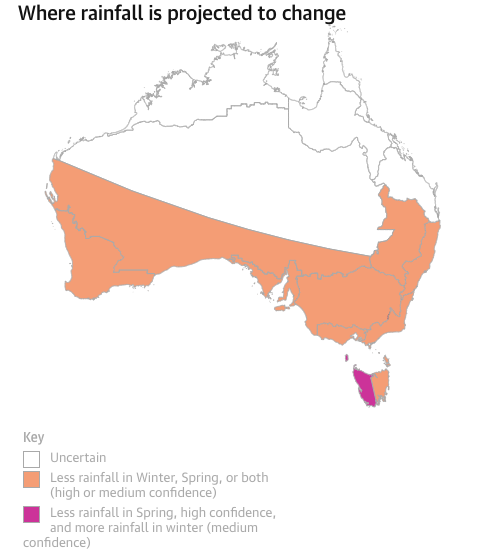 Where rainfall is projected to change
Key
Uncertain
Less rainfall in Winter, Spring, or both
(high or medium confidence)
Less rainfall in Spring, high confidence,
and more rainfall in winter (medium
confidence)